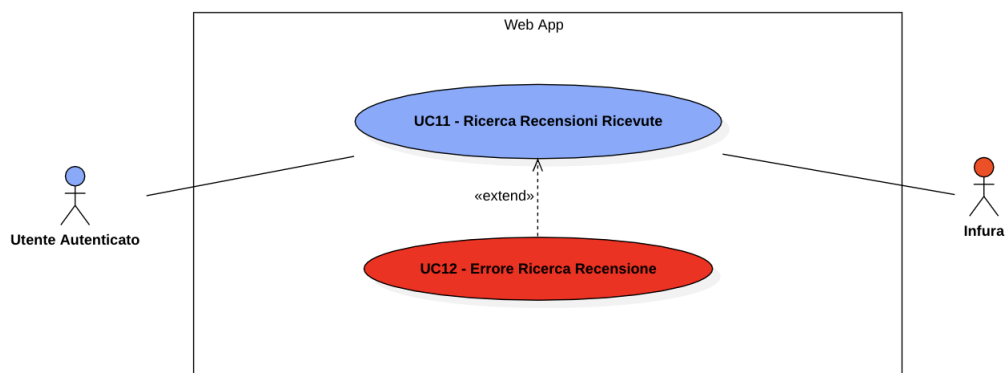 Web App
UC11 - Ricerca Recensioni Ricevute
«extend»
Utente Autenticato
Infura
UC12 - Errore Ricerca Recensione